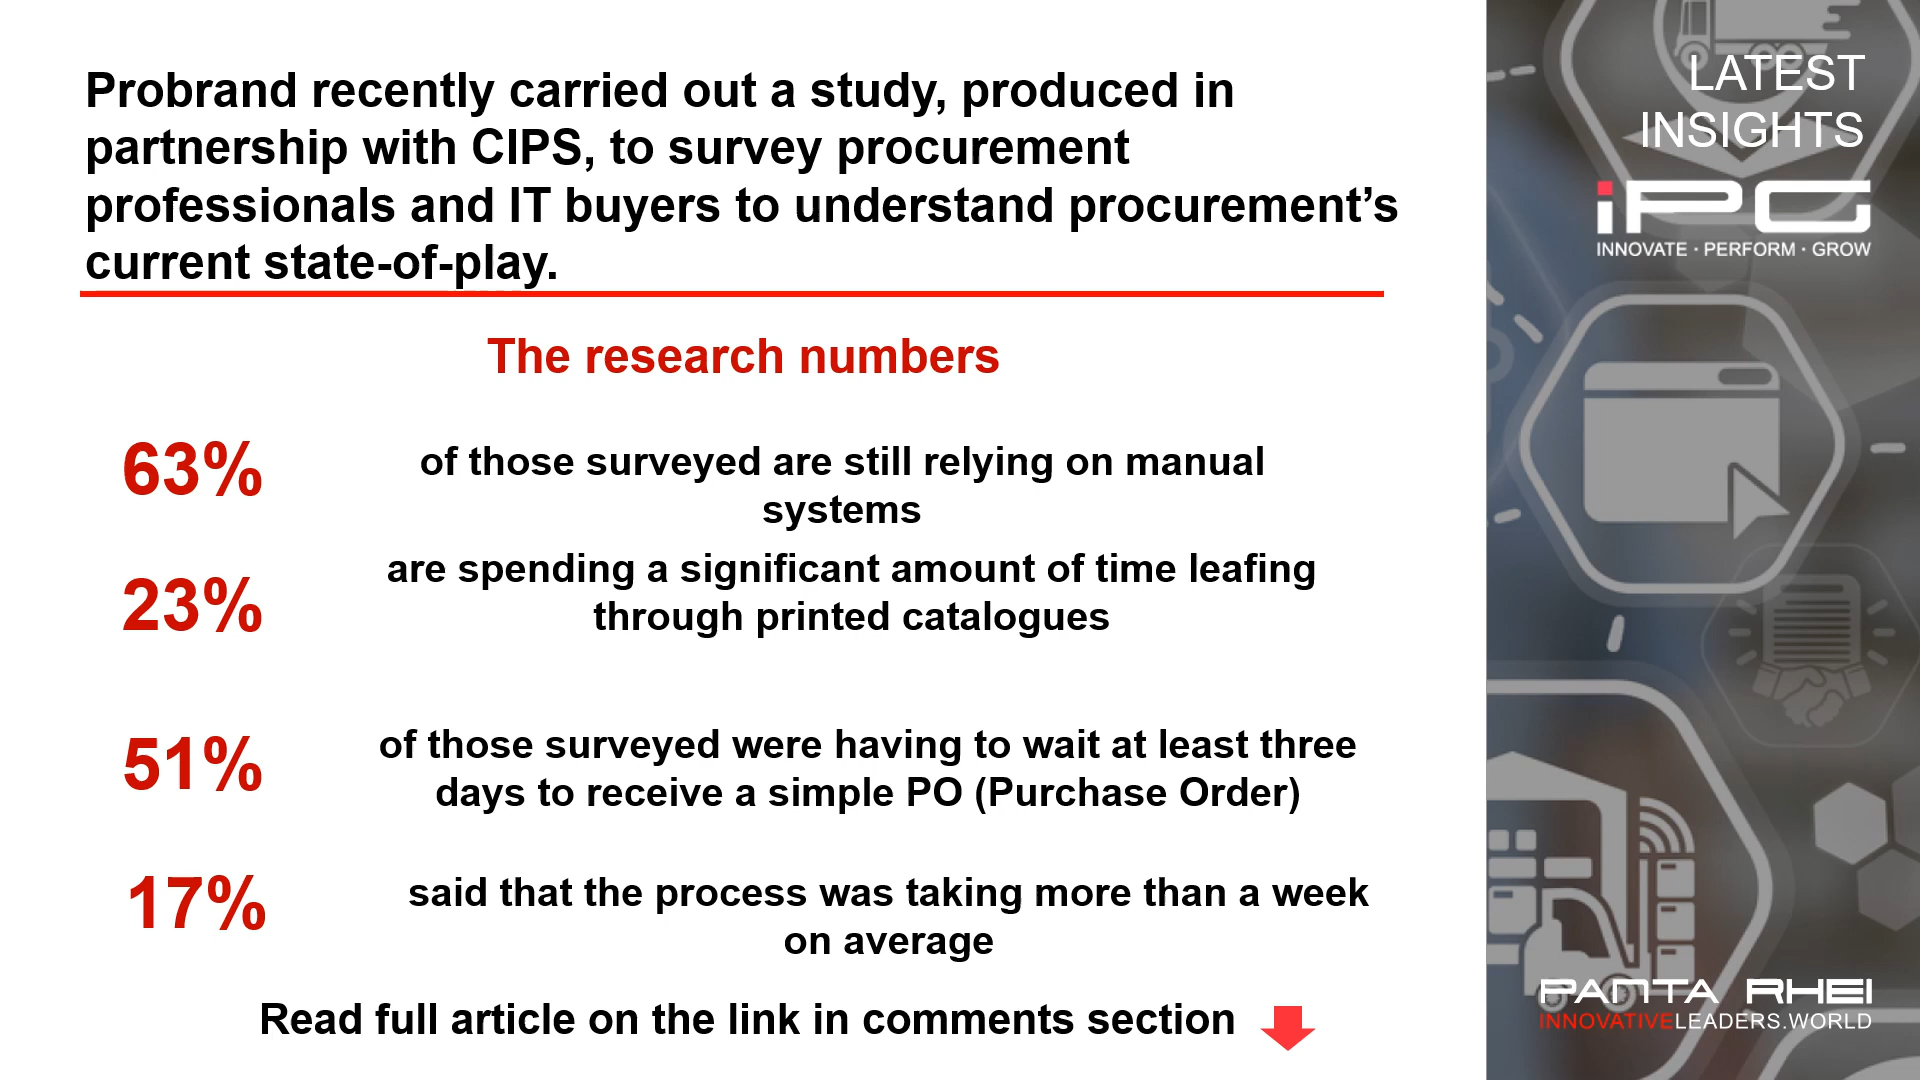 Probrand recently carried out a study, produced in
partnership with CIPS, to survey procurement
professionals and IT buyers to understand procurement’s
current state-of-play.
The research numbers
63%
of those surveyed are still relying on manual
systems
23%
are spending a significant amount of time leafing
through printed catalogues
51%
of those surveyed were having to wait at least three
days to receive a simple PO (Purchase Order)
17%
said that the process was taking more than a week
on average
Read full article on the link in comments section
LATEST
INSIGHTS
iPG
INNOVATE · PERFORM · GROW
PANTA RHEI
INNOVATIVELEADERS.WORLD